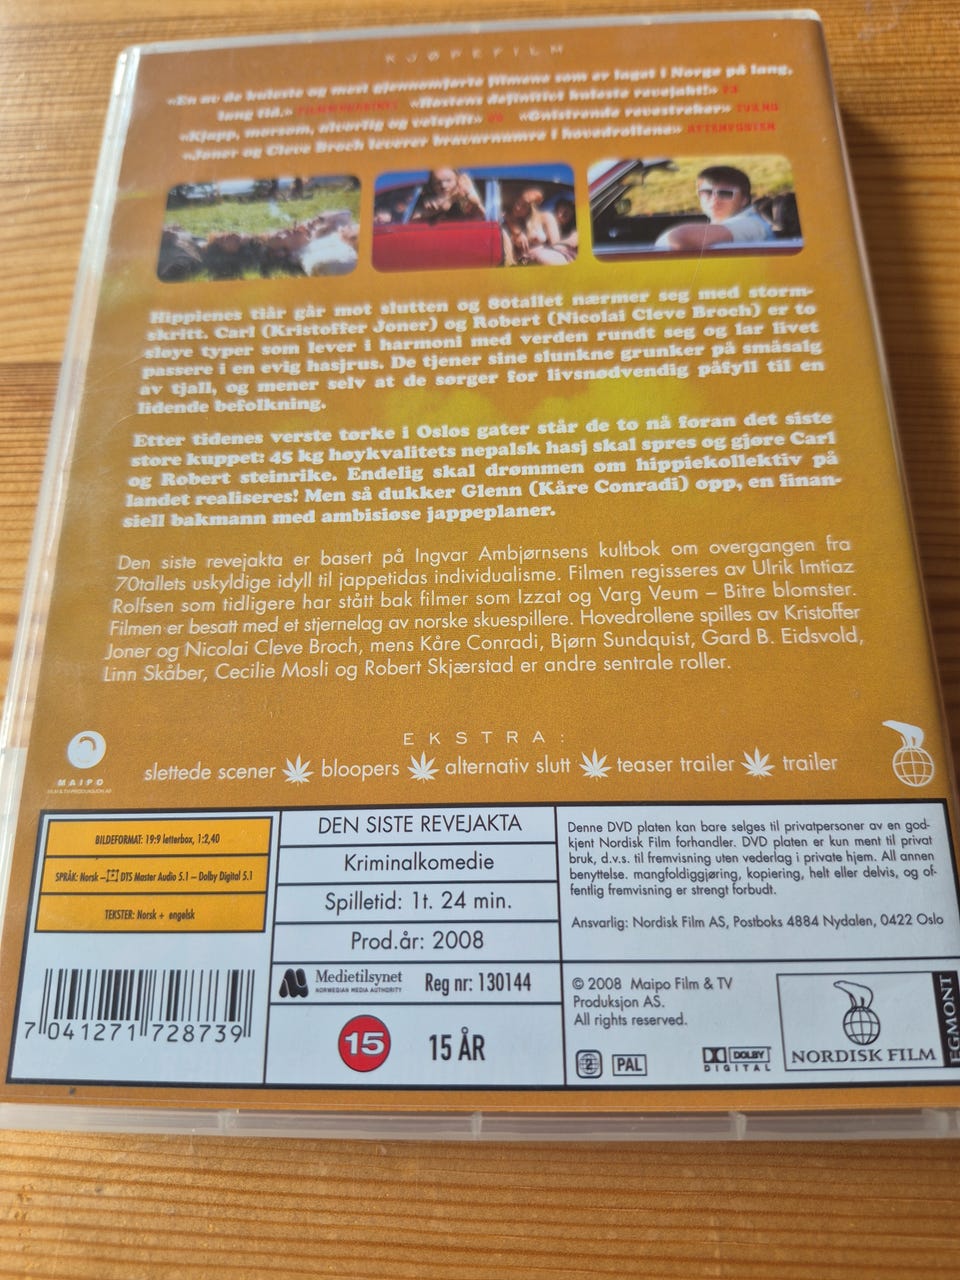 KJØPEFILM
«En av de kuleste og mest gjennomførte filmene som er laget i Norge på lang,
lang tid.» FILMMAGASINET «Høstens definitivt kuleste revejakt!» P3
«Kjapp, morsom, alvorlig og velspilt» VG «Gnistrende revestreker» TV2.NO
«Joner og Cleve Broch leverer bravurnumre i hovedrollene» AFTENPOSTEN
Hippienes tiår går mot slutten og 80tallet nærmer seg med storm-
skritt. Carl (Kristoffer Joner) og Robert (Nicolai Cleve Broch) er to
sløye typer som lever i harmoni med verden rundt seg og lar livet
passere i en evig hasjrus. De tjener sine slunkne grunker på småsalg
av tjall, og mener selv at de sørger for livsnødvendig påfyll til en
lidende befolkning.
Etter tidenes verste tørke i Oslos gater står de to nå foran det siste
store kuppet: 45 kg høykvalitets nepalsk hasj skal spres og gjøre Carl
og Robert steinrike. Endelig skal drømmen om hippiekollektiv på
landet realiseres! Men så dukker Glenn (Kåre Conradi) opp, en finan-
siell bakmann med ambisiøse jappeplaner.
Den siste revejakta er basert på Ingvar Ambjørnsens kultbok om overgangen fra
70tallets uskyldige idyll til jappetidas individualisme. Filmen regisseres av Ulrik Imtiaz
Rolfsen som tidligere har stått bak filmer som Izzat og Varg Veum – Bitre blomster.
Filmen er besatt med et stjernelag av norske skuespillere. Hovedrollene spilles av Kristoffer
Joner og Nicolai Cleve Broch, mens Kåre Conradi, Bjørn Sundquist, Gard B. Eidsvold,
Linn Skåber, Cecilie Mosli og Robert Skjærstad er andre sentrale roller.
EKSTRA:
slettede scener bloopers alternativ slutt teaser trailer trailer
MAIPO
FILM & TV-PRODUKSJON AS
BILDEFORMAT: 19:9 letterbox, 1:2,40
SPRÅK: Norsk – DTS Master Audio 5.1 – Dolby Digital 5.1
TEKSTER: Norsk + engelsk
7 041271 728739
DEN SISTE REVEJAKTA
Kriminalkomedie
Spilletid: 1t. 24 min.
Prod.år: 2008
Medietilsynet
NORWEGIAN MEDIA AUTHORITY
Reg nr: 130144
15
15 ÅR
Denne DVD platen kan bare selges til privatpersoner av en god-
kjent Nordisk Film forhandler. DVD platen er kun ment til privat
bruk, d.v.s. til fremvisning uten vederlag i private hjem. All annen
benyttelse. mangfoldiggjøring, kopiering, helt eller delvis, og of-
fentlig fremvisning er strengt forbudt.
Ansvarlig: Nordisk Film AS, Postboks 4884 Nydalen, 0422 Oslo
© 2008 Maipo Film & TV
Produksjon AS.
All rights reserved.
2
PAL
DOLBY
DIGITAL
NORDISK FILM
EGMONT